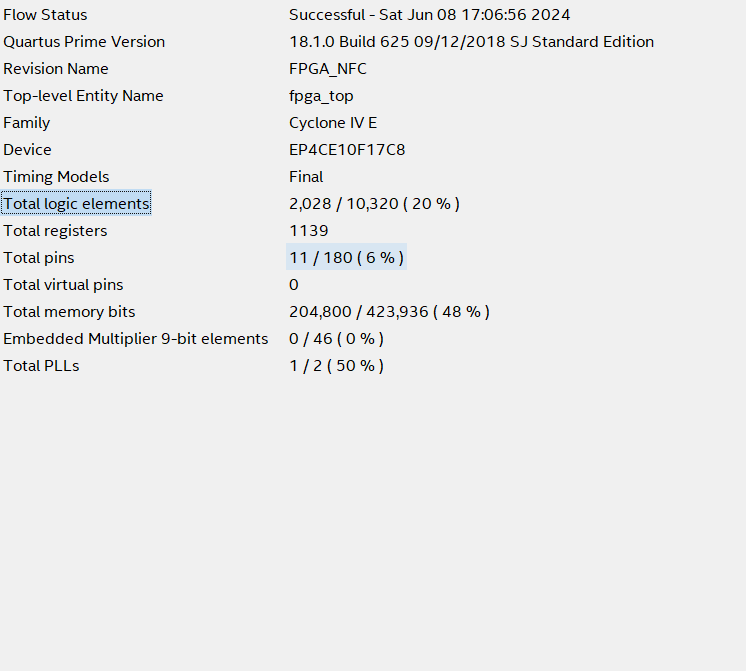 Flow Status Successful - Sat Jun 08 17:06:56 2024
Quartus Prime Version 18.1.0 Build 625 09/12/2018 SJ Standard Edition
Revision Name FPGA_NFC
Top-level Entity Name fpga_top
Family Cyclone IV E
Device EP4CE10F17C8
Timing Models Final
Total logic elements 2,028 / 10,320 ( 20 % )
Total registers 1139
Total pins 11 / 180 ( 6 % )
Total virtual pins 0
Total memory bits 204,800 / 423,936 ( 48 % )
Embedded Multiplier 9-bit elements 0 / 46 ( 0 % )
Total PLLs 1 / 2 ( 50 % )